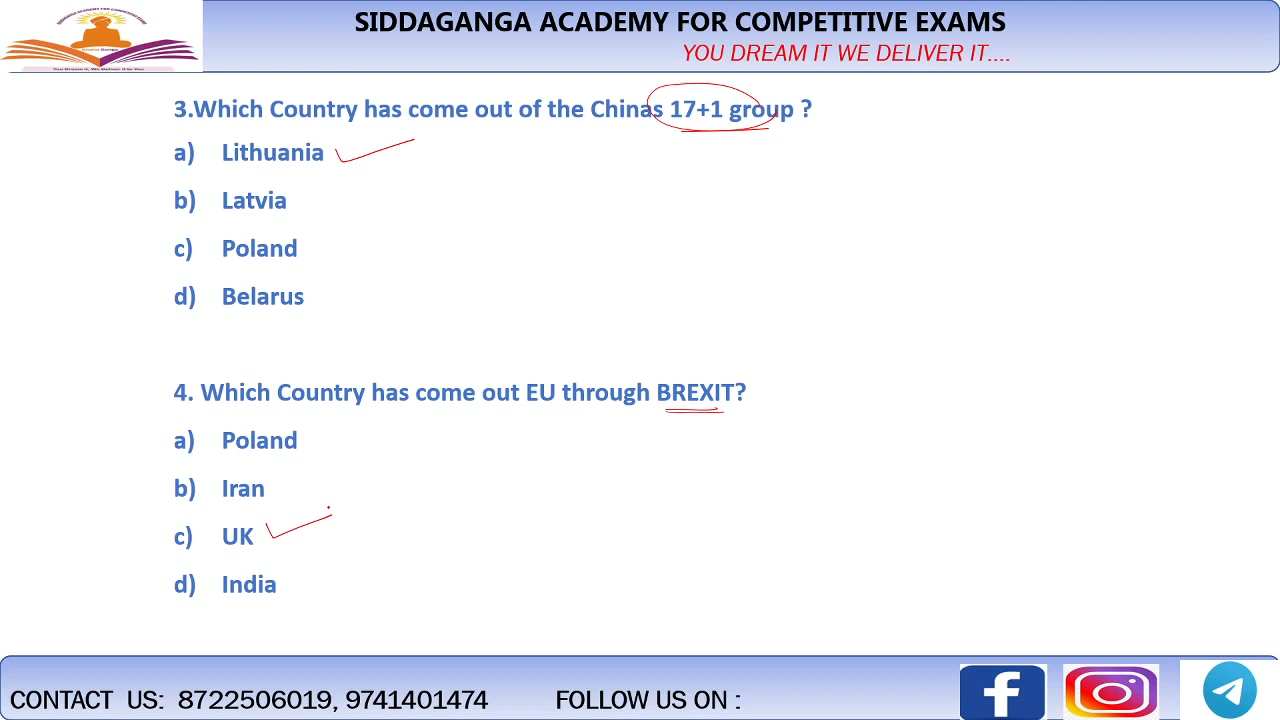 SIDDAGANGA ACADEMY FOR COMPETITIVE EXAMS
YOU DREAM IT WE DELIVER IT....
3.Which Country has come out of the Chinas 17+1 group ?
a) Lithuania
b) Latvia
c) Poland
d) Belarus
4. Which Country has come out EU through BREXIT?
a) Poland
b) Iran
c) UK
d) India
CONTACT US: 8722506019, 9741401474 FOLLOW US ON :